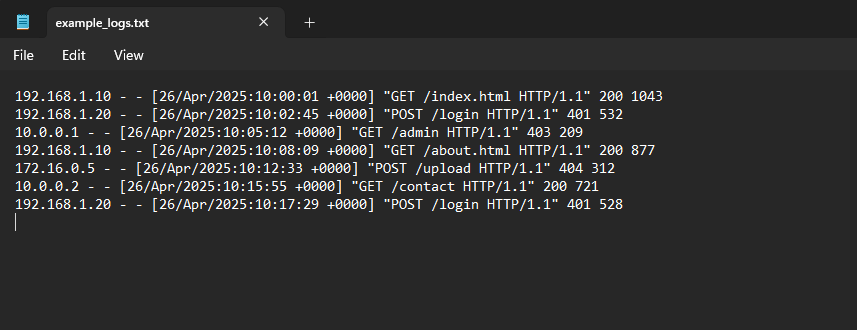 example_logs.txt
File Edit View
192.168.1.10 - - [26/Apr/2025:10:00:01 +0000] "GET /index.html HTTP/1.1" 200 1043
192.168.1.20 - - [26/Apr/2025:10:02:45 +0000] "POST /login HTTP/1.1" 401 532
10.0.0.1 - - [26/Apr/2025:10:05:12 +0000] "GET /admin HTTP/1.1" 403 209
192.168.1.10 - - [26/Apr/2025:10:08:09 +0000] "GET /about.html HTTP/1.1" 200 877
172.16.0.5 - - [26/Apr/2025:10:12:33 +0000] "POST /upload HTTP/1.1" 404 312
10.0.0.2 - - [26/Apr/2025:10:15:55 +0000] "GET /contact HTTP/1.1" 200 721
192.168.1.20 - - [26/Apr/2025:10:17:29 +0000] "POST /login HTTP/1.1" 401 528